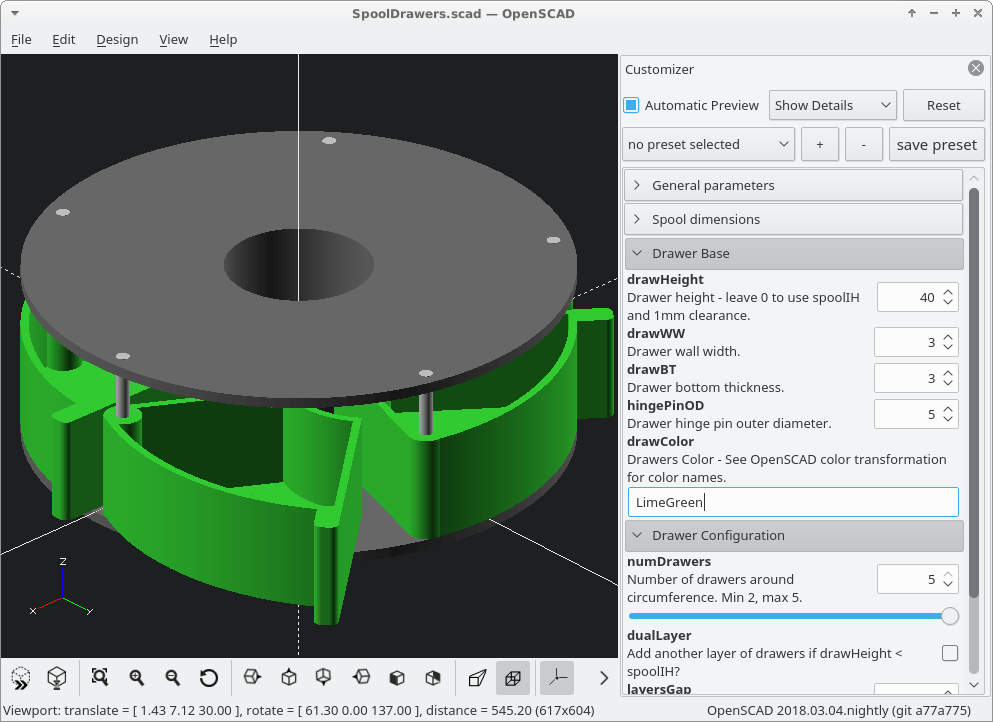 SpoolDrawers.scad — OpenSCAD
File Edit Design View Help
Customizer
Automatic Preview Show Details Reset
no preset selected + - save preset
General parameters
Spool dimensions
Drawer Base
drawHeight
Drawer height - leave 0 to use spoolIH
and 1mm clearance.
40
drawWW
Drawer wall width.
3
drawBT
Drawer bottom thickness.
3
hingePinOD
Drawer hinge pin outer diameter.
5
drawColor
Drawers Color - See OpenSCAD color transformation
for color names.
LimeGreen
Drawer Configuration
numDrawers
Number of drawers around
circumference. Min 2, max 5.
5
dualLayer
Add another layer of drawers if drawHeight <
spoolIH?
layersGap
z
x
y
Viewport: translate = [ 1.43 7.12 30.00 ], rotate = [ 61.30 0.00 137.00 ], distance = 545.20 (617x604)
OpenSCAD 2018.03.04.nightly (git a77a775)